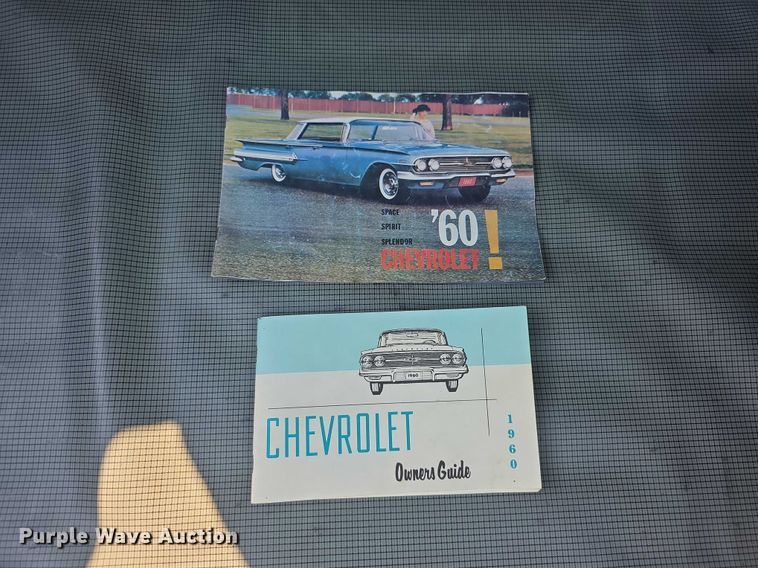 SPACE
SPIRIT
SPLENDOR
'60!
CHEVROLET
1960
CHEVROLET
Owners Guide
1960
Purple Wave Auction